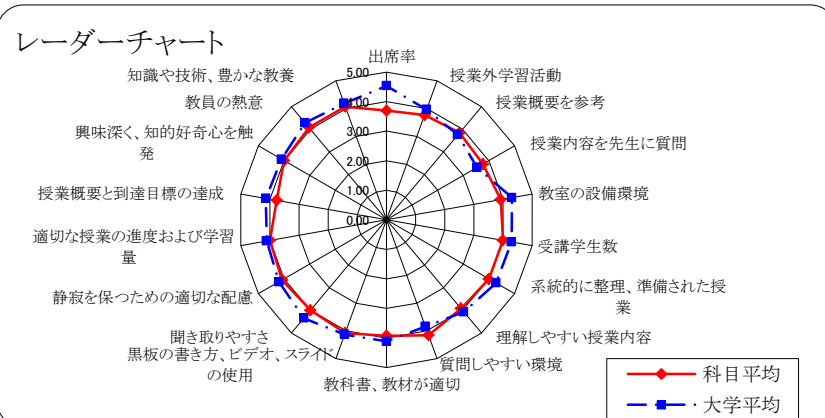 レーダーチャート
出席率
授業外学習活動
授業概要を参考
授業内容を先生に質問
教室の設備環境
受講学生数
系統的に整理、準備された授
業
理解しやすい授業内容
質問しやすい環境
教科書、教材が適切
黒板の書き方、ビデオ、スライド
の使用
聞き取りやすさ
静寂を保つための適切な配慮
適切な授業の進度および学習
量
授業概要と到達目標の達成
興味深く、知的好奇心を触
発
教員の熱意
知識や技術、豊かな教養
5.00
4.00
3.00
2.00
1.00
0.00
科目平均
大学平均